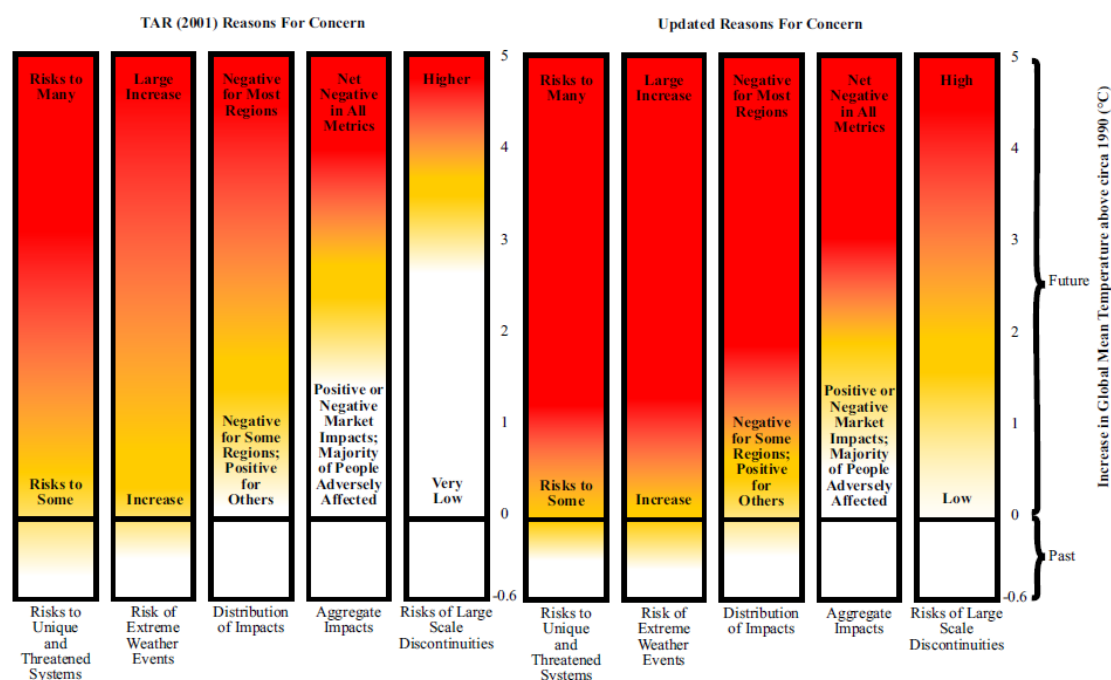 TAR (2001) Reasons For Concern
Risks to
Many
Risks to
Some
Large
Increase
Increase
Negative
for Most
Regions
Negative
for Some
Regions;
Positive
for
Others
Net
Negative
in All
Metrics
Positive or
Negative
Market
Impacts;
Majority
of People
Adversely
Affected
Higher
Very
Low
5
4
3
2
1
0
-0.6
Risks to
Unique
and
Threatened
Systems
Risk of
Extreme
Weather
Events
Distribution
of Impacts
Aggregate
Impacts
Risks of Large
Scale
Discontinuities
Updated Reasons For Concern
Risks to
Many
Risks to
Some
Large
Increase
Increase
Negative
for Most
Regions
Negative
for Some
Regions;
Positive
for
Others
Net
Negative
in All
Metrics
Positive or
Negative
Market
Impacts;
Majority
of People
Adversely
Affected
High
Low
5
4
3
2
1
0
-0.6
Risks to
Unique
and
Threatened
Systems
Risk of
Extreme
Weather
Events
Distribution
of Impacts
Aggregate
Impacts
Risks of Large
Scale
Discontinuities
Future
Past
Increase in Global Mean Temperature above circa 1990 (°C)